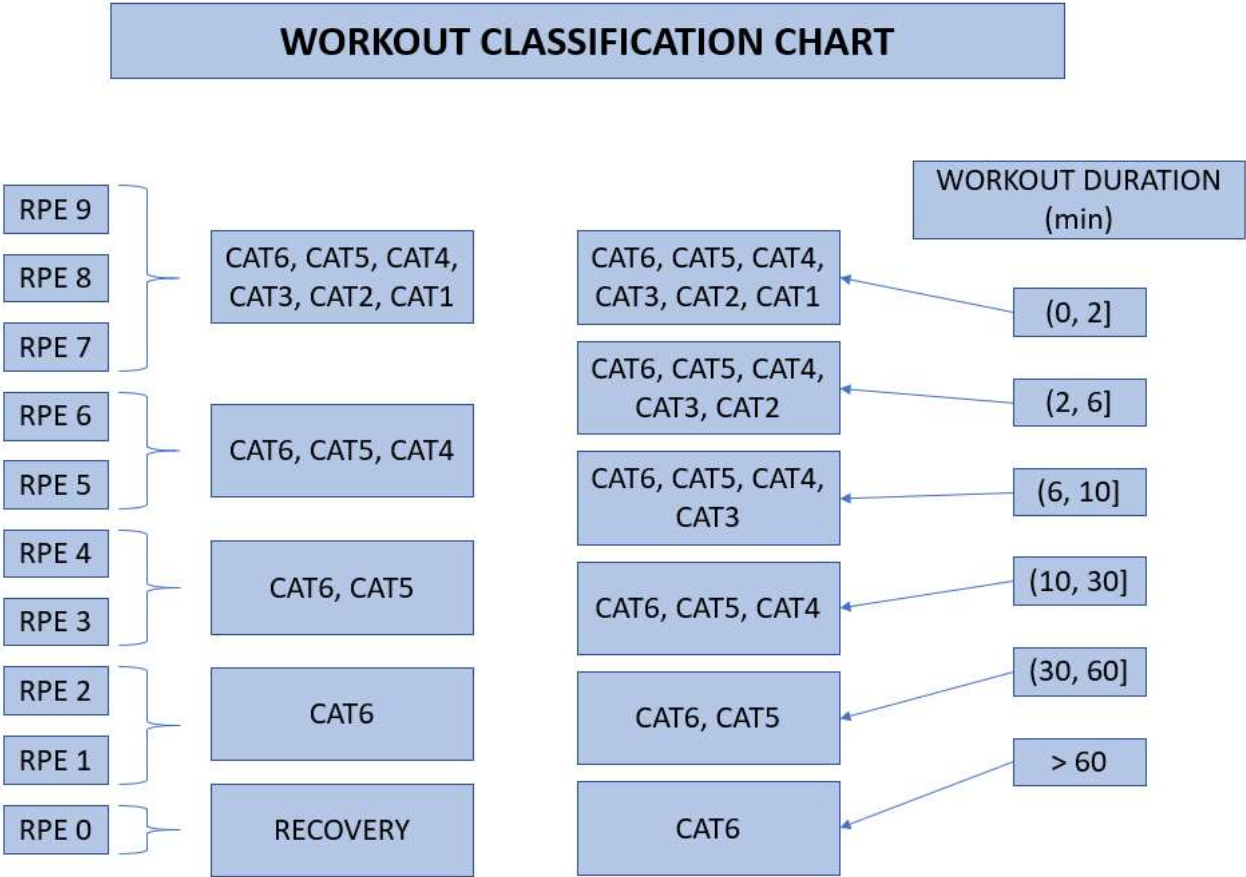 WORKOUT CLASSIFICATION CHART
RPE 9
RPE 8
RPE 7
RPE 6
RPE 5
RPE 4
RPE 3
RPE 2
RPE 1
RPE 0
CAT6, CAT5, CAT4,
CAT3, CAT2, CAT1
CAT6, CAT5, CAT4
CAT6, CAT5
CAT6
RECOVERY
CAT6, CAT5, CAT4,
CAT3, CAT2, CAT1
CAT6, CAT5, CAT4,
CAT3, CAT2
CAT6, CAT5, CAT4,
CAT3
CAT6, CAT5, CAT4
CAT6, CAT5
CAT6
WORKOUT DURATION
(min)
(0, 2]
(2, 6]
(6, 10]
(10, 30]
(30, 60]
> 60